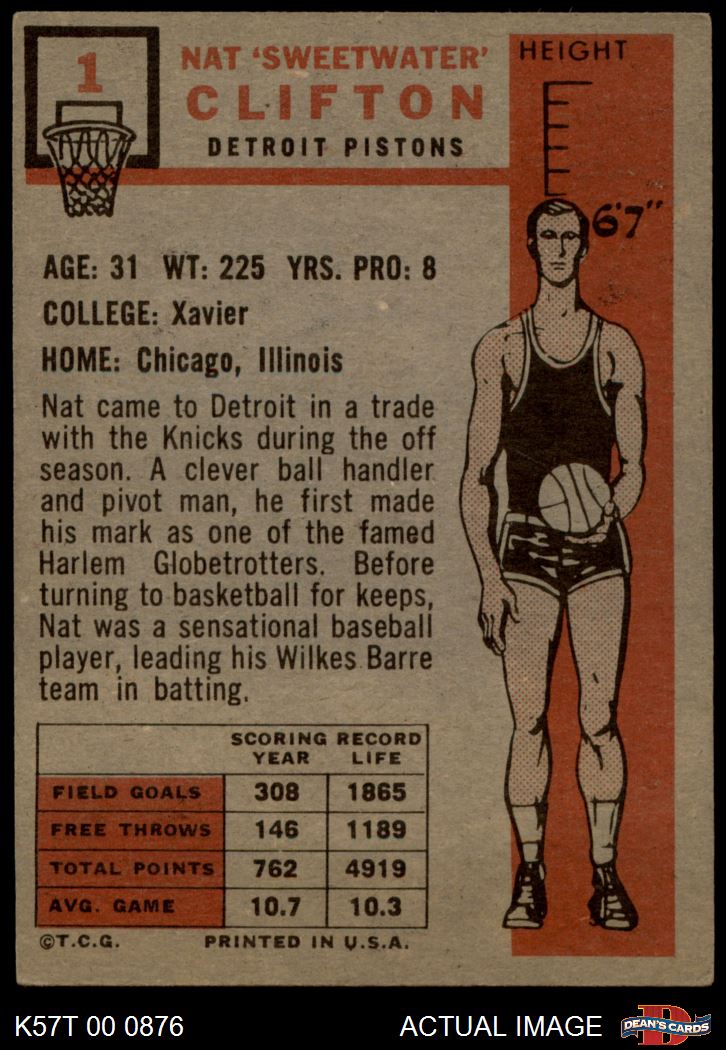 1
NAT 'SWEETWATER'
CLIFTON
DETROIT PISTONS
HEIGHT
6'7"
AGE: 31 WT: 225 YRS. PRO: 8
COLLEGE: Xavier
HOME: Chicago, Illinois
Nat came to Detroit in a trade
with the Knicks during the off
season. A clever ball handler
and pivot man, he first made
his mark as one of the famed
Harlem Globetrotters. Before
turning to basketball for keeps,
Nat was a sensational baseball
player, leading his Wilkes Barre
team in batting.
SCORING RECORD
YEAR LIFE
FIELD GOALS 308 1865
FREE THROWS 146 1189
TOTAL POINTS 762 4919
AVG. GAME 10.7 10.3
©T.C.G. PRINTED IN U.S.A.
K57T 00 0876 ACTUAL IMAGE D DEAN'S CARDS